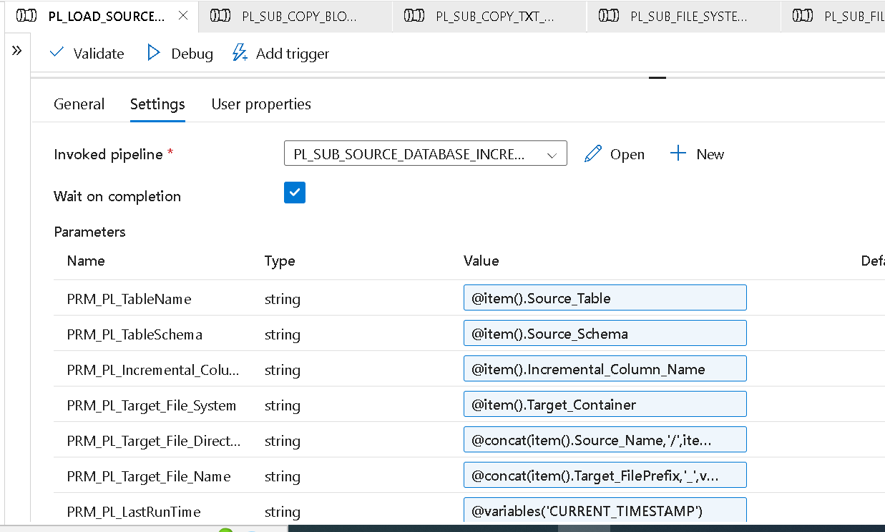 PL_LOAD_SOURCE... PL_SUB_COPY_BLO... PL_SUB_COPY_TXT_... PL_SUB_FILE_SYSTE... PL_SUB_FIL
» Validate Debug Add trigger
General Settings User properties
Invoked pipeline * PL_SUB_SOURCE_DATABASE_INCRE... Open New
Wait on completion
Parameters
Name Type Value Defa
PRM_PL_TableName string @item().Source_Table
PRM_PL_TableSchema string @item().Source_Schema
PRM_PL_Incremental_Colu... string @item().Incremental_Column_Name
PRM_PL_Target_File_System string @item().Target_Container
PRM_PL_Target_File_Direct... string @concat(item().Source_Name,'/',ite...
PRM_PL_Target_File_Name string @concat(item().Target_FilePrefix,'_',v...
PRM_PL_LastRunTime string @variables('CURRENT_TIMESTAMP')